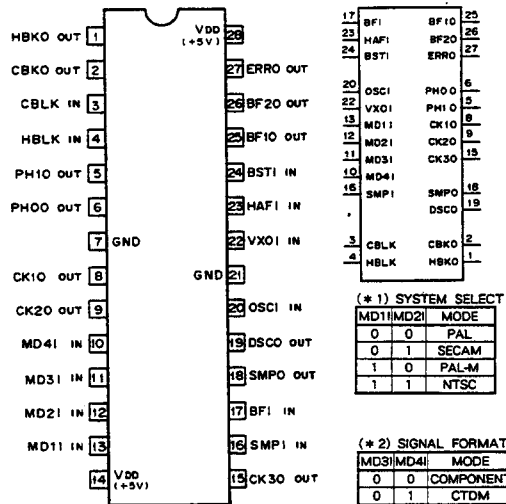 HBKO OUT 1
CBKO OUT 2
CBLK IN 3
HBLK IN 4
PH1O OUT 5
PH0O OUT 6
7 GND
CK1O OUT 8
CK2O OUT 9
MD4I IN 10
MD3I IN 11
MD2I IN 12
MD1I IN 13
14 VDD
(+5V)
VDD 28
(+5V)
27 ERRO OUT
26 BF2O OUT
25 BF1O OUT
24 BSTI IN
23 HAFI IN
22 VXOI IN
GND 21
20 OSCI IN
19 DSCO OUT
18 SMPO OUT
17 BFI IN
16 SMPI IN
15 CK3O OUT
17 BFI BF1O 25
23 HAFI BF2O 26
24 BSTI ERRO 27
20 OSCI PH0O 6
22 VXOI PH1O 5
13 MD1I CK1O 8
12 MD2I CK2O 9
11 MD3I CK3O 15
10 MD4I
16 SMPI SMPO 18
DSCO 19
3 CBLK CBKO 2
4 HBLK HBKO 1
(*1) SYSTEM SELECT
MD1I MD2I MODE
0 0 PAL
0 1 SECAM
1 0 PAL-M
1 1 NTSC
(*2) SIGNAL FORMAT
MD3I MD4I MODE
0 0 COMPONENT
0 1 CTDM